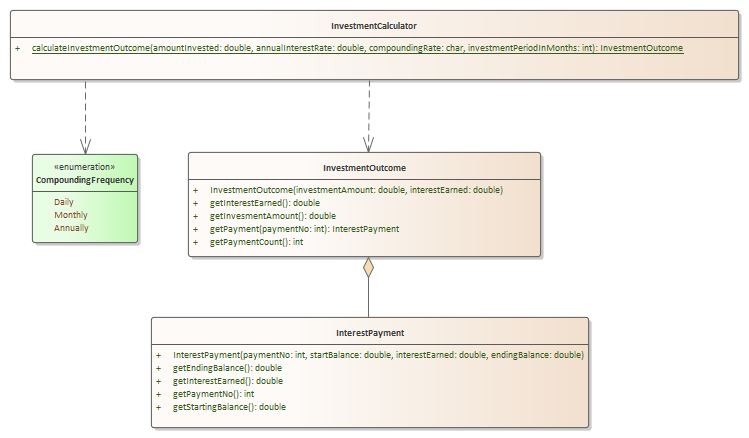 InvestmentCalculator
+ calculateInvestmentOutcome(amountInvested: double, annualInterestRate: double, compoundingRate: char, investmentPeriodInMonths: int): InvestmentOutcome
«enumeration»
CompoundingFrequency
Daily
Monthly
Annually
InvestmentOutcome
+ InvestmentOutcome(investmentAmount: double, interestEarned: double)
+ getInterestEarned(): double
+ getInvesmentAmount(): double
+ getPayment(paymentNo: int): InterestPayment
+ getPaymentCount(): int
InterestPayment
+ InterestPayment(paymentNo: int, startBalance: double, interestEarned: double, endingBalance: double)
+ getEndingBalance(): double
+ getInterestEarned(): double
+ getPaymentNo(): int
+ getStartingBalance(): double